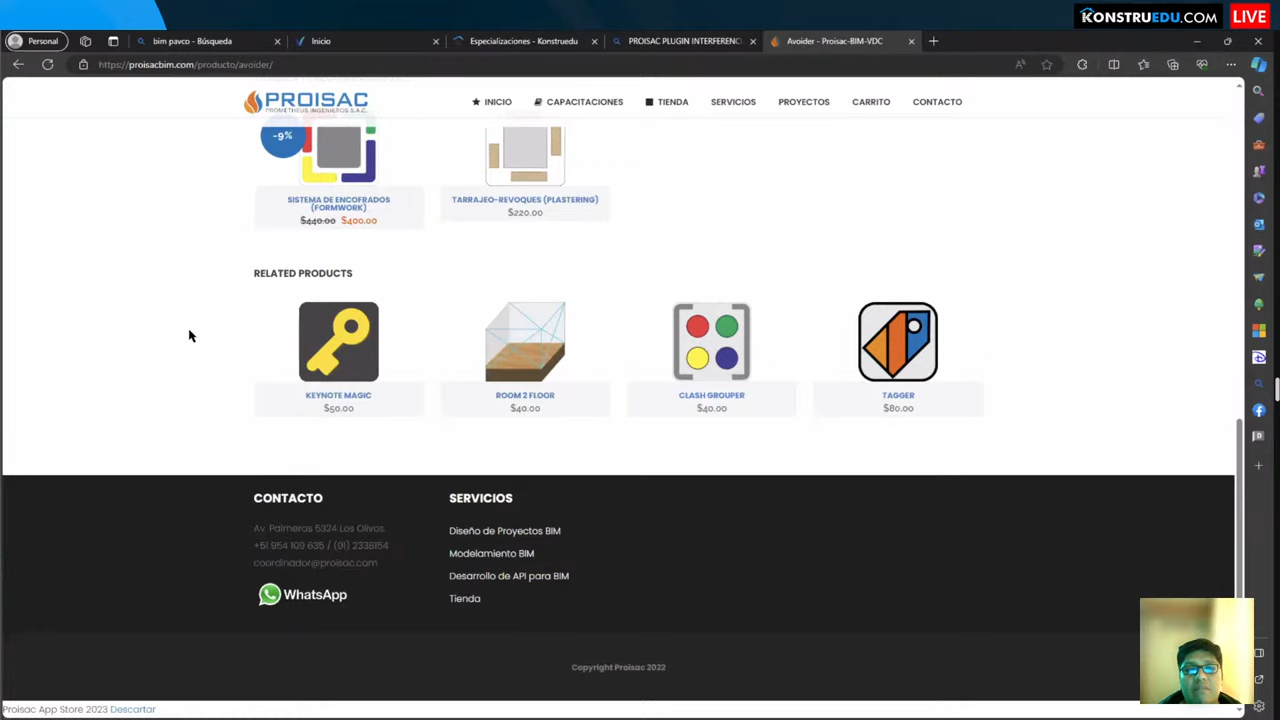 KONSTRUEDU.COM LIVE
Personal
bim pavco - Búsqueda
Inicio
Especializaciones - Konstruedu
PROISAC PLUGIN INTERFERENC
Avoider - Proisac-BIM-VDC
https://proisacbim.com/producto/avoider/
PROISAC
PROMETHEUS INGENIEROS S.A.C.
INICIO
CAPACITACIONES
TIENDA
SERVICIOS
PROYECTOS
CARRITO
CONTACTO
-9%
SISTEMA DE ENCOFRADOS
(FORMWORK)
$440.00 $400.00
TARRAJEO-REVOQUES (PLASTERING)
$220.00
RELATED PRODUCTS
KEYNOTE MAGIC
$50.00
ROOM 2 FLOOR
$40.00
CLASH GROUPER
$40.00
TAGGER
$80.00
CONTACTO
Av. Palmeras 5324 Los Olivos.
+51 954 109 635 / (01) 2338154
coordinador@proisac.com
WhatsApp
SERVICIOS
Diseño de Proyectos BIM
Modelamiento BIM
Desarrollo de API para BIM
Tienda
Copyright Proisac 2022
Proisac App Store 2023 Descartar